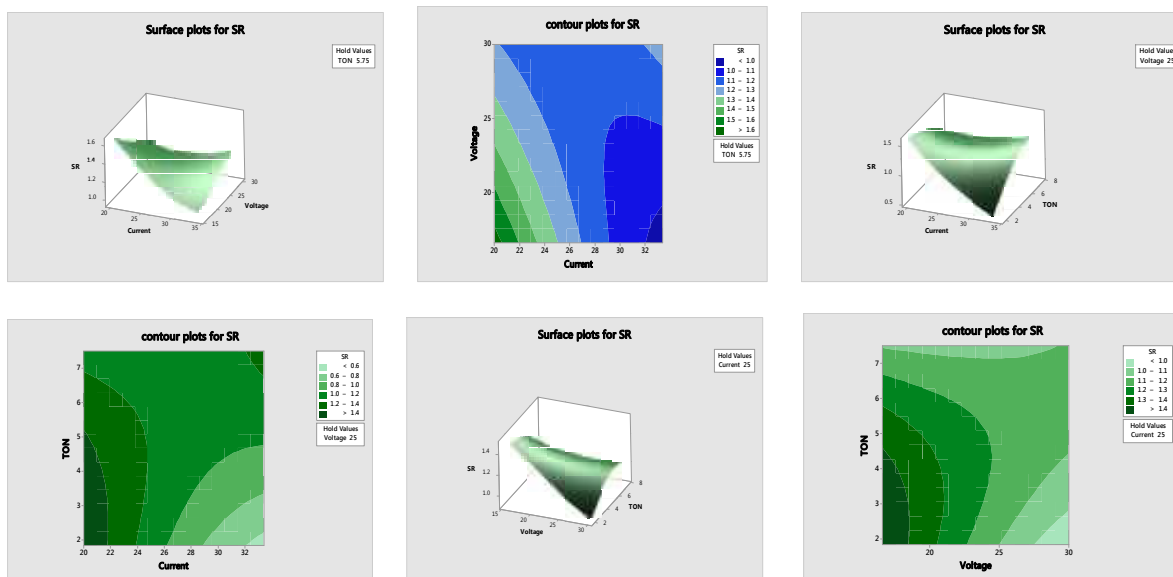 Surface plots for SR
Hold Values
TON 5.75
1.6
1.4
1.2
1.0
SR
20
25
30
35
Current
15
20
25
30
Voltage
contour plots for SR
30
25
20
Voltage
20 22 24 26 28 30 32
Current
SR
< 1.0
1.0 – 1.1
1.1 – 1.2
1.2 – 1.3
1.3 – 1.4
1.4 – 1.5
1.5 – 1.6
> 1.6
Hold Values
TON 5.75
Surface plots for SR
Hold Values
Voltage 25
1.5
1.0
0.5
SR
20
25
30
35
Current
2
4
6
8
TON
contour plots for SR
7
6
5
4
3
2
TON
20 22 24 26 28 30 32
Current
SR
< 0.6
0.6 – 0.8
0.8 – 1.0
1.0 – 1.2
1.2 – 1.4
> 1.4
Hold Values
Voltage 25
Surface plots for SR
Hold Values
Current 25
1.4
1.2
1.0
SR
15
20
25
30
Voltage
2
4
6
8
TON
contour plots for SR
7
6
5
4
3
2
TON
20 25 30
Voltage
SR
< 1.0
1.0 – 1.1
1.1 – 1.2
1.2 – 1.3
1.3 – 1.4
> 1.4
Hold Values
Current 25